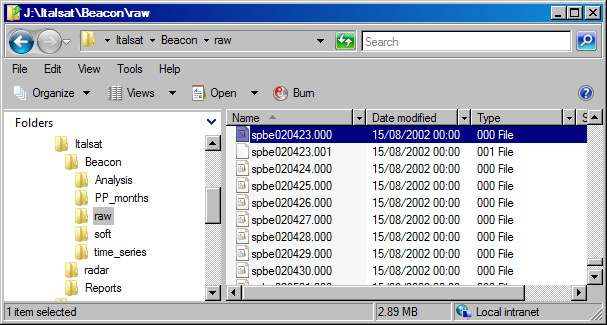 J:\Italsat\Beacon\raw
Italsat Beacon raw Search
File Edit View Tools Help
Organize Views Open Burn
Folders
Italsat
Beacon
Analysis
PP_months
raw
soft
time_series
radar
Reports
Name Date modified Type S
spbe020423.000 15/08/2002 00:00 000 File
spbe020423.001 15/08/2002 00:00 001 File
spbe020424.000 15/08/2002 00:00 000 File
spbe020425.000 15/08/2002 00:00 000 File
spbe020426.000 15/08/2002 00:00 000 File
spbe020427.000 15/08/2002 00:00 000 File
spbe020428.000 15/08/2002 00:00 000 File
spbe020429.000 15/08/2002 00:00 000 File
spbe020430.000 15/08/2002 00:00 000 File
1 item selected 2.89 MB Local intranet